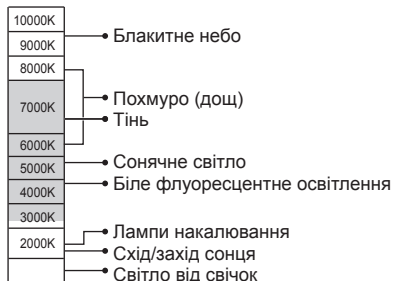 10000K
9000K
8000K
7000K
6000K
5000K
4000K
3000K
2000K
Блакитне небо
Похмуро (дощ)
Тінь
Сонячне світло
Біле флуоресцентне освітлення
Лампи накалювання
Схід/захід сонця
Світло від свічок